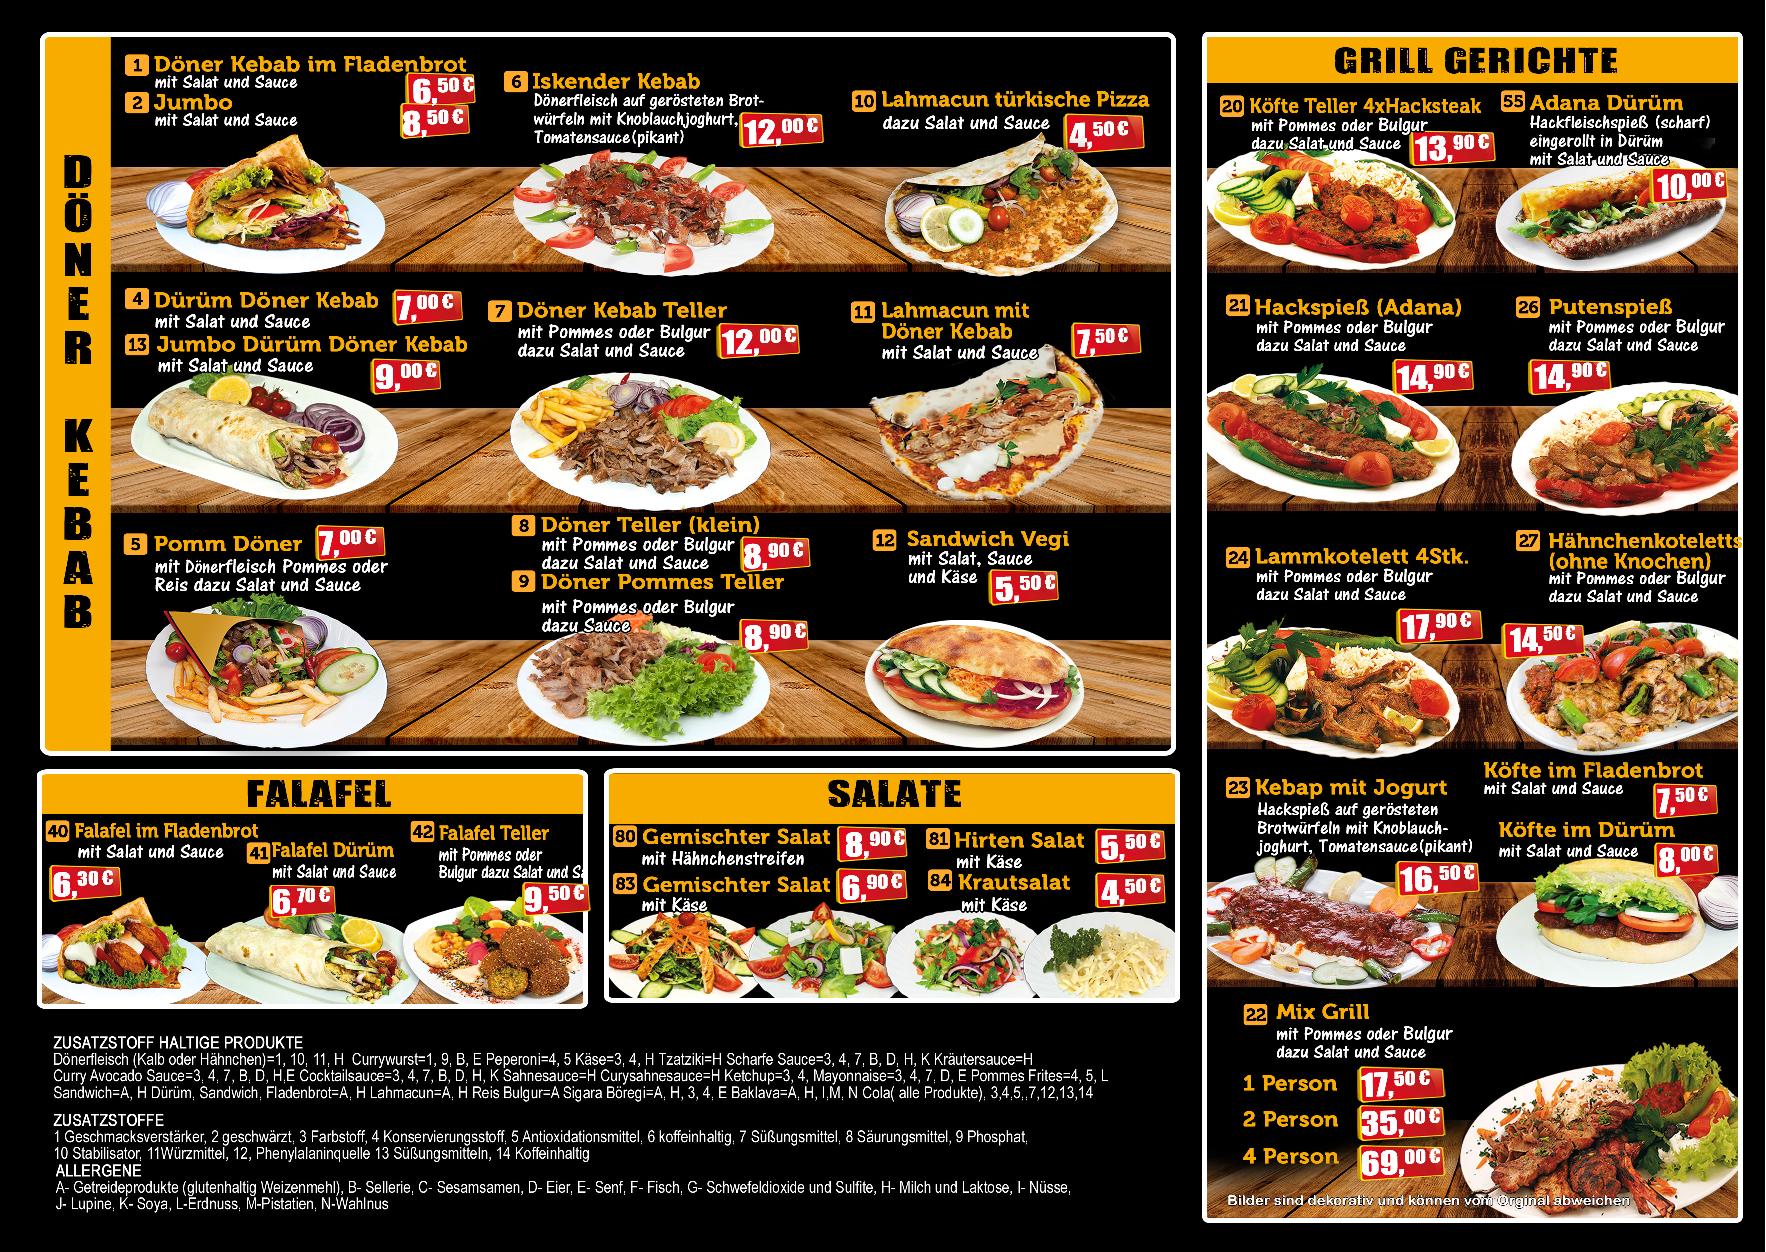 DÖNER KEBAB
1 Döner Kebab im Fladenbrot
mit Salat und Sauce
6,50 €
2 Jumbo
mit Salat und Sauce
8,50 €
6 Iskender Kebab
Dönerfleisch auf gerösteten Brot-
würfeln mit Knoblauchjoghurt,
Tomatensauce(pikant)
12,00 €
10 Lahmacun türkische Pizza
dazu Salat und Sauce
4,50 €
4 Dürüm Döner Kebab
7,00 €
mit Salat und Sauce
13 Jumbo Dürüm Döner Kebab
mit Salat und Sauce
9,00 €
7 Döner Kebab Teller
mit Pommes oder Bulgur
dazu Salat und Sauce
12,00 €
11 Lahmacun mit
Döner Kebab
mit Salat und Sauce
7,50 €
5 Pomm Döner
7,00 €
mit Dönerfleisch Pommes oder
Reis dazu Salat und Sauce
8 Döner Teller (klein)
mit Pommes oder Bulgur
dazu Salat und Sauce
8,90 €
9 Döner Pommes Teller
mit Pommes oder Bulgur
dazu Sauce
8,90 €
12 Sandwich Vegi
mit Salat, Sauce
und Käse
5,50 €
FALAFEL
40 Falafel im Fladenbrot
mit Salat und Sauce
6,30 €
41 Falafel Dürüm
mit Salat und Sauce
6,70 €
42 Falafel Teller
mit Pommes oder
Bulgur dazu Salat und S
9,50 €
SALATE
80 Gemischter Salat
mit Hähnchenstreifen
8,90 €
83 Gemischter Salat
mit Käse
6,90 €
81 Hirten Salat
mit Käse
5,50 €
84 Krautsalat
mit Käse
4,50 €
GRILL GERICHTE
20 Köfte Teller 4xHacksteak
mit Pommes oder Bulgur
dazu Salat und Sauce
13,90 €
55 Adana Dürüm
Hackfleischspieß (scharf)
eingerollt in Dürüm
mit Salat und Sauce
10,00 €
21 Hackspieß (Adana)
mit Pommes oder Bulgur
dazu Salat und Sauce
14,90 €
26 Putenspieß
mit Pommes oder Bulgur
dazu Salat und Sauce
14,90 €
24 Lammkotelett 4Stk.
mit Pommes oder Bulgur
dazu Salat und Sauce
17,90 €
27 Hähnchenkoteletts
(ohne Knochen)
mit Pommes oder Bulgur
dazu Salat und Sauce
14,50 €
23 Kebap mit Jogurt
Hackspieß auf gerösteten
Brotwürfeln mit Knoblauch-
joghurt, Tomatensauce(pikant)
16,50 €
Köfte im Fladenbrot
mit Salat und Sauce
7,50 €
Köfte im Dürüm
mit Salat und Sauce
8,00 €
22 Mix Grill
mit Pommes oder Bulgur
dazu Salat und Sauce
1 Person 17,50 €
2 Person 35,00 €
4 Person 69,00 €
Bilder sind dekorativ und können vom Orginal abweichen
ZUSATZSTOFF HALTIGE PRODUKTE
Dönerfleisch (Kalb oder Hähnchen)=1, 10, 11, H Currywurst=1, 9, B, E Peperoni=4, 5 Käse=3, 4, H Tzatziki=H Scharfe Sauce=3, 4, 7, B, D, H, K Kräutersauce=H
Curry Avocado Sauce=3, 4, 7, B, D, H,E Cocktailsauce=3, 4, 7, B, D, H, K Sahnesauce=H Curysahnesauce=H Ketchup=3, 4, Mayonnaise=3, 4, 7, D, E Pommes Frites=4, 5, L
Sandwich=A, H Dürüm, Sandwich, Fladenbrot=A, H Lahmacun=A, H Reis Bulgur=A Sigara Böregi=A, H, 3, 4, E Baklava=A, H, I,M, N Cola( alle Produkte), 3,4,5,,7,12,13,14
ZUSATZSTOFFE
1 Geschmacksverstärker, 2 geschwärzt, 3 Farbstoff, 4 Konservierungsstoff, 5 Antioxidationsmittel, 6 koffeinhaltig, 7 Süßungsmittel, 8 Säurungsmittel, 9 Phosphat,
10 Stabilisator, 11Würzmittel, 12, Phenylalaninquelle 13 Süßungsmitteln, 14 Koffeinhaltig
ALLERGENE
A- Getreideprodukte (glutenhaltig Weizenmehl), B- Sellerie, C- Sesamsamen, D- Eier, E- Senf, F- Fisch, G- Schwefeldioxide und Sulfite, H- Milch und Laktose, I- Nüsse,
J- Lupine, K- Soya, L-Erdnuss, M-Pistatien, N-Wahlnus